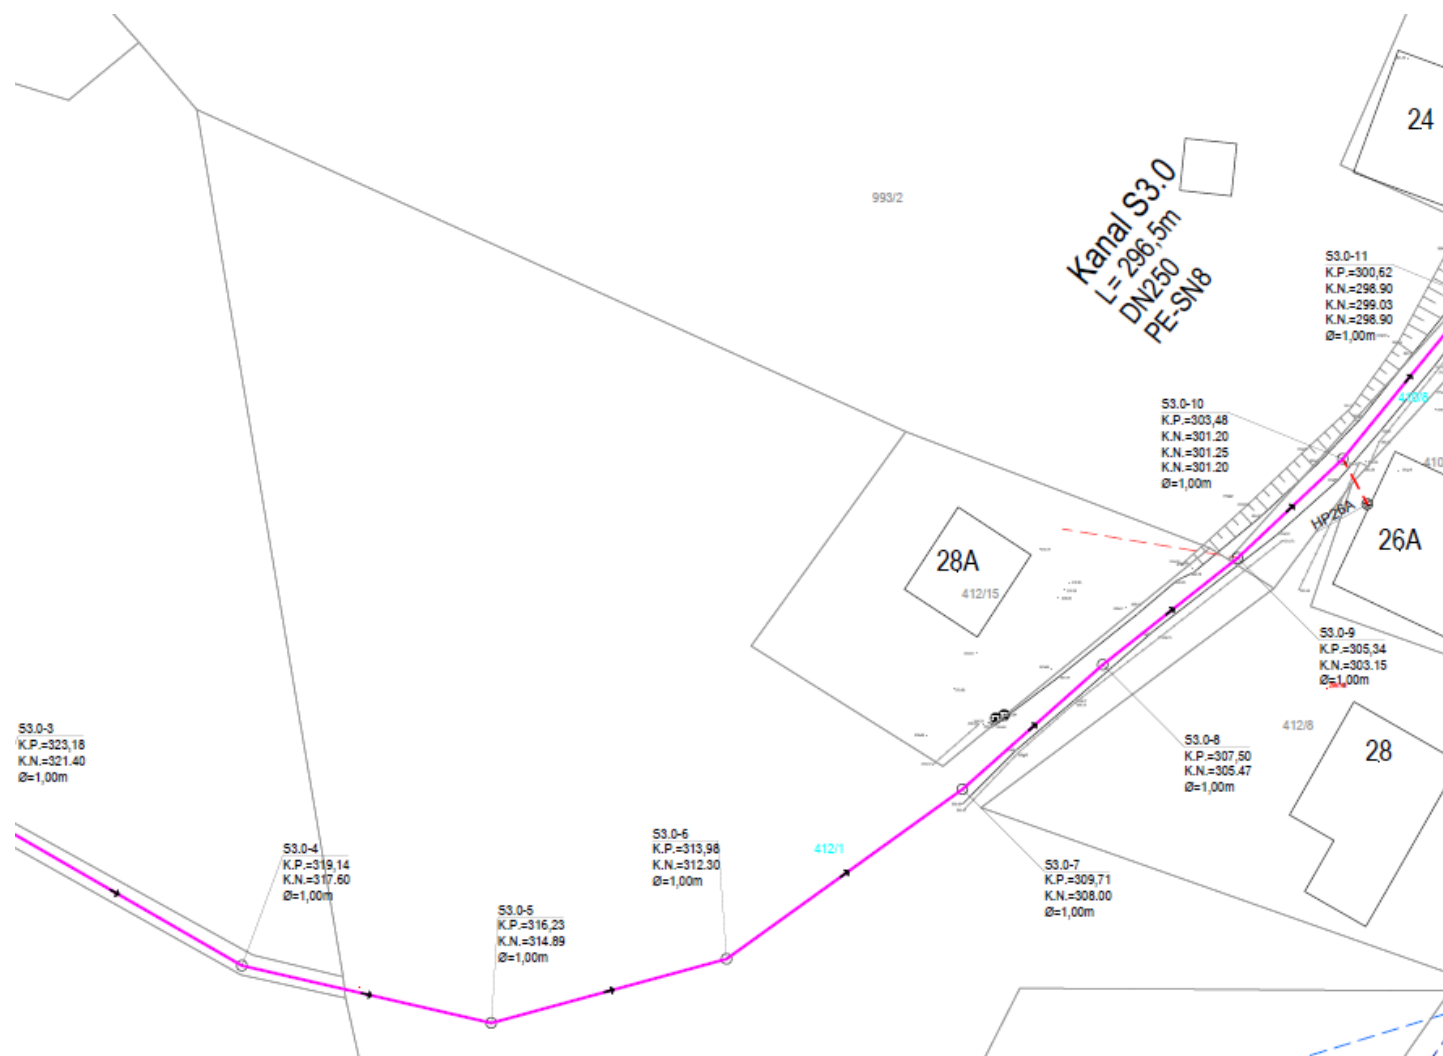 24
993/2
Kanal S3.0
L= 296,5m
DN250
PE-SN8
S3.0-11
K.P.=300,62
K.N.=298.90
K.N.=299.03
K.N.=298.90
Ø=1,00m
S3.0-10
K.P.=303,48
K.N.=301.20
K.N.=301.25
K.N.=301.20
Ø=1,00m
410/8
410
HP26A
26A
28A
412/15
S3.0-9
K.P.=305,34
K.N.=303.15
Ø=1,00m
412/8
28
S3.0-8
K.P.=307,50
K.N.=305.47
Ø=1,00m
S3.0-3
K.P.=323,18
K.N.=321.40
Ø=1,00m
S3.0-4
K.P.=319,14
K.N.=317.60
Ø=1,00m
S3.0-6
K.P.=313,98
K.N.=312.30
Ø=1,00m
412/1
S3.0-7
K.P.=309,71
K.N.=308.00
Ø=1,00m
S3.0-5
K.P.=316,23
K.N.=314.89
Ø=1,00m